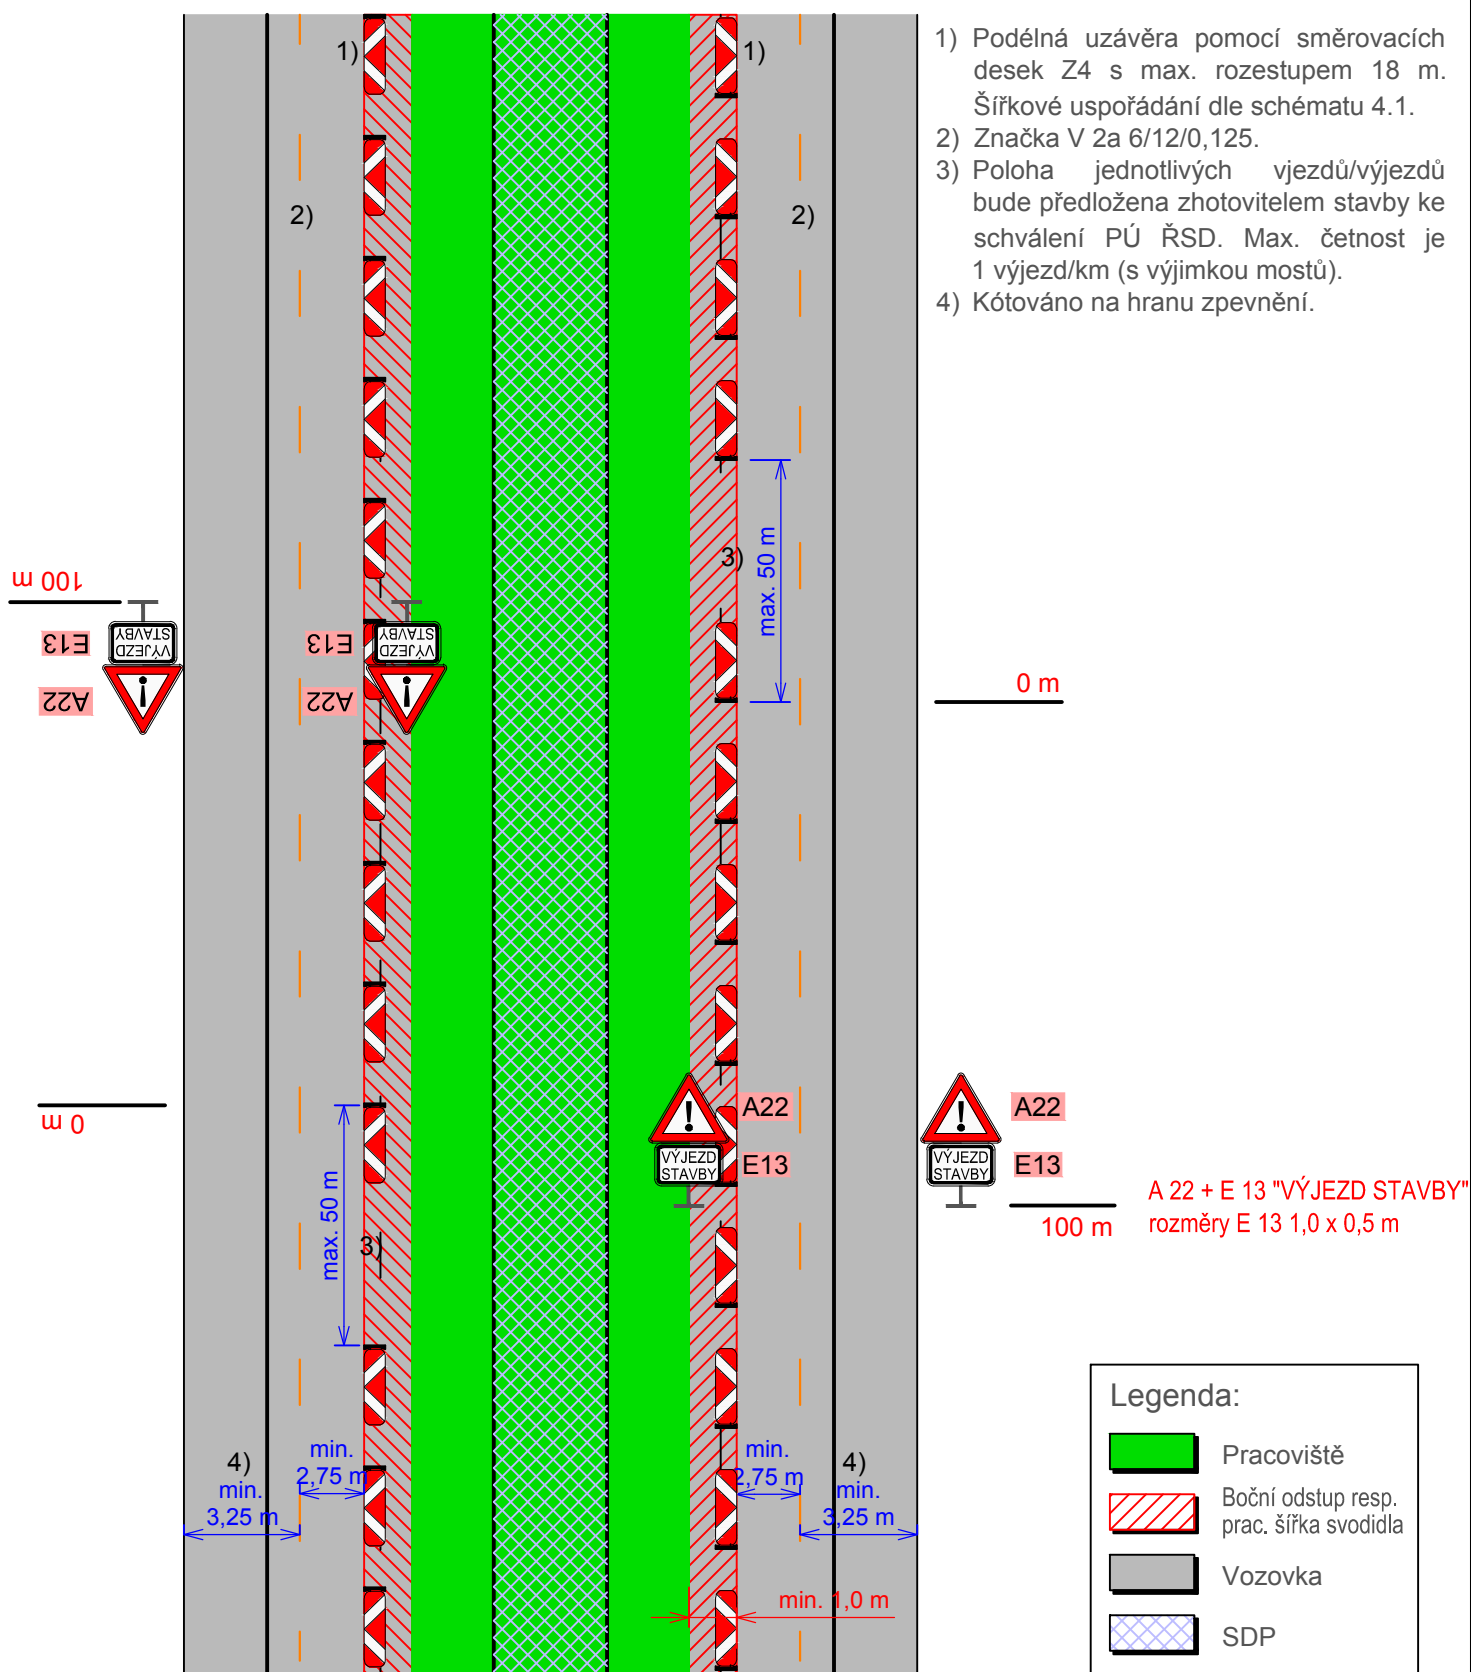 1)
1)
1) Podélná uzávěra pomocí směrovacích
desek Z4 s max. rozestupem 18 m.
Šířkové uspořádání dle schématu 4.1.
2) Značka V 2a 6/12/0,125.
3) Poloha jednotlivých vjezdů/výjezdů
bude předložena zhotovitelem stavby ke
schválení PÚ ŘSD. Max. četnost je
1 výjezd/km (s výjimkou mostů).
4) Kótováno na hranu zpevnění.
2)
2)
3)
max. 50 m
100 m
E13
VÝJEZD
STAVBY
A22
E13
VÝJEZD
STAVBY
A22
0 m
0 m
max. 50 m
3)
A22
VÝJEZD
STAVBY
E13
A22
VÝJEZD
STAVBY
E13
100 m
A 22 + E 13 "VÝJEZD STAVBY"
rozměry E 13 1,0 x 0,5 m
4)
min.
3,25 m
min.
2,75 m
min.
2,75 m
4)
min.
3,25 m
min. 1,0 m
Legenda:
Pracoviště
Boční odstup resp.
prac. šířka svodidla
Vozovka
SDP